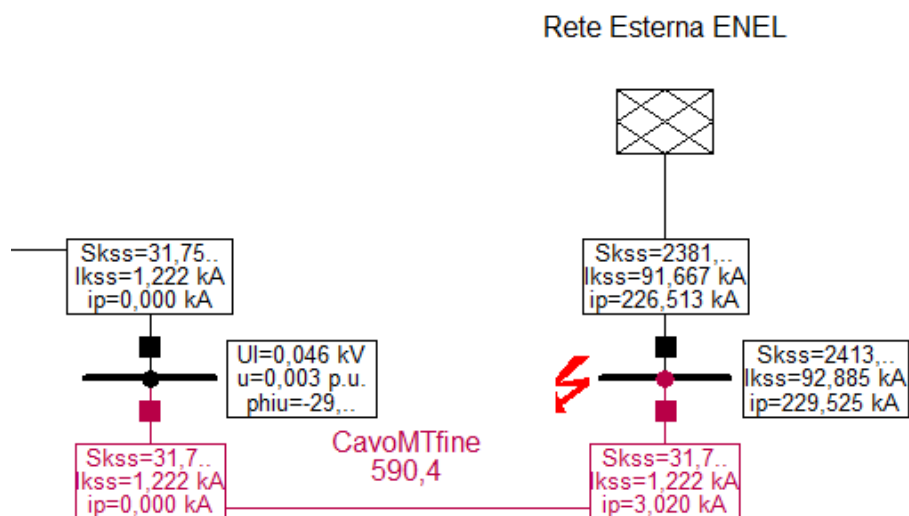 Rete Esterna ENEL
Skss=31,75..
Ikss=1,222 kA
ip=0,000 kA
Skss=2381,..
Ikss=91,667 kA
ip=226,513 kA
Ul=0,046 kV
u=0,003 p.u.
phiu=-29,..
Skss=2413,..
Ikss=92,885 kA
ip=229,525 kA
CavoMTfine
590,4
Skss=31,7..
Ikss=1,222 kA
ip=0,000 kA
Skss=31,7..
Ikss=1,222 kA
ip=3,020 kA